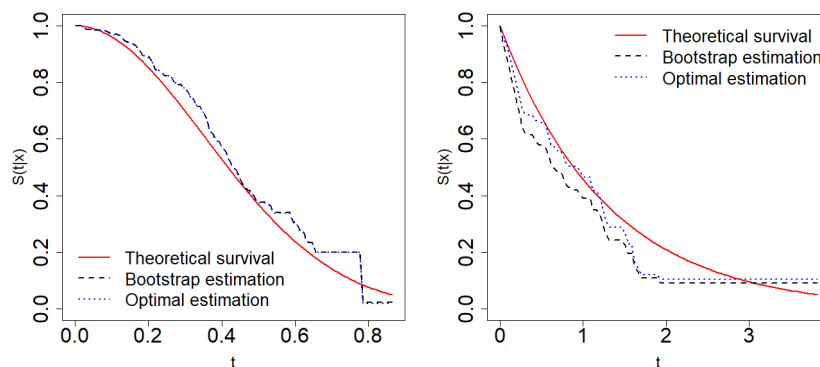 S(t|x)
1.0
0.8
0.6
0.4
0.2
0.0
Theoretical survival
Bootstrap estimation
Optimal estimation
0.0 0.2 0.4 0.6 0.8
t
S(t|x)
1.0
0.8
0.6
0.4
0.2
0.0
Theoretical survival
Bootstrap estimation
Optimal estimation
0 1 2 3
t